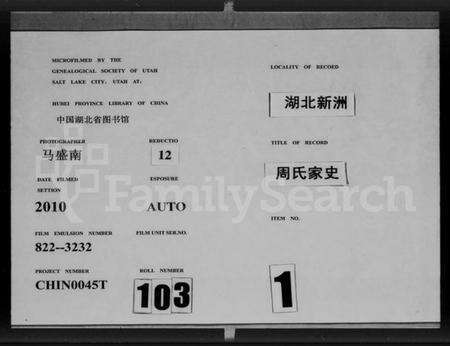 MICROFILMED BY THE
GENEALOGICAL SOCIETY OF UTAH
SALT LAKE CITY, UTAH AT:
HUBEI PROVINCE LIBRARY OF CHINA
中国湖北省图书馆
PHOTOGRAPHER
马盛南
REDUCTIO
12
DATE FILMED:
SETTION
2010
EXPOSURE
AUTO
FILM EMULSION NUMBER
822--3232
FILM UNIT SER.NO.
PROJECT NUMBER
CHIN0045T
ROLL NUMBER
103
LOCALITY OF RECORD
湖北新洲
TITLE OF RECORD
周氏家史
ITEM NO.
1
FamilySearch